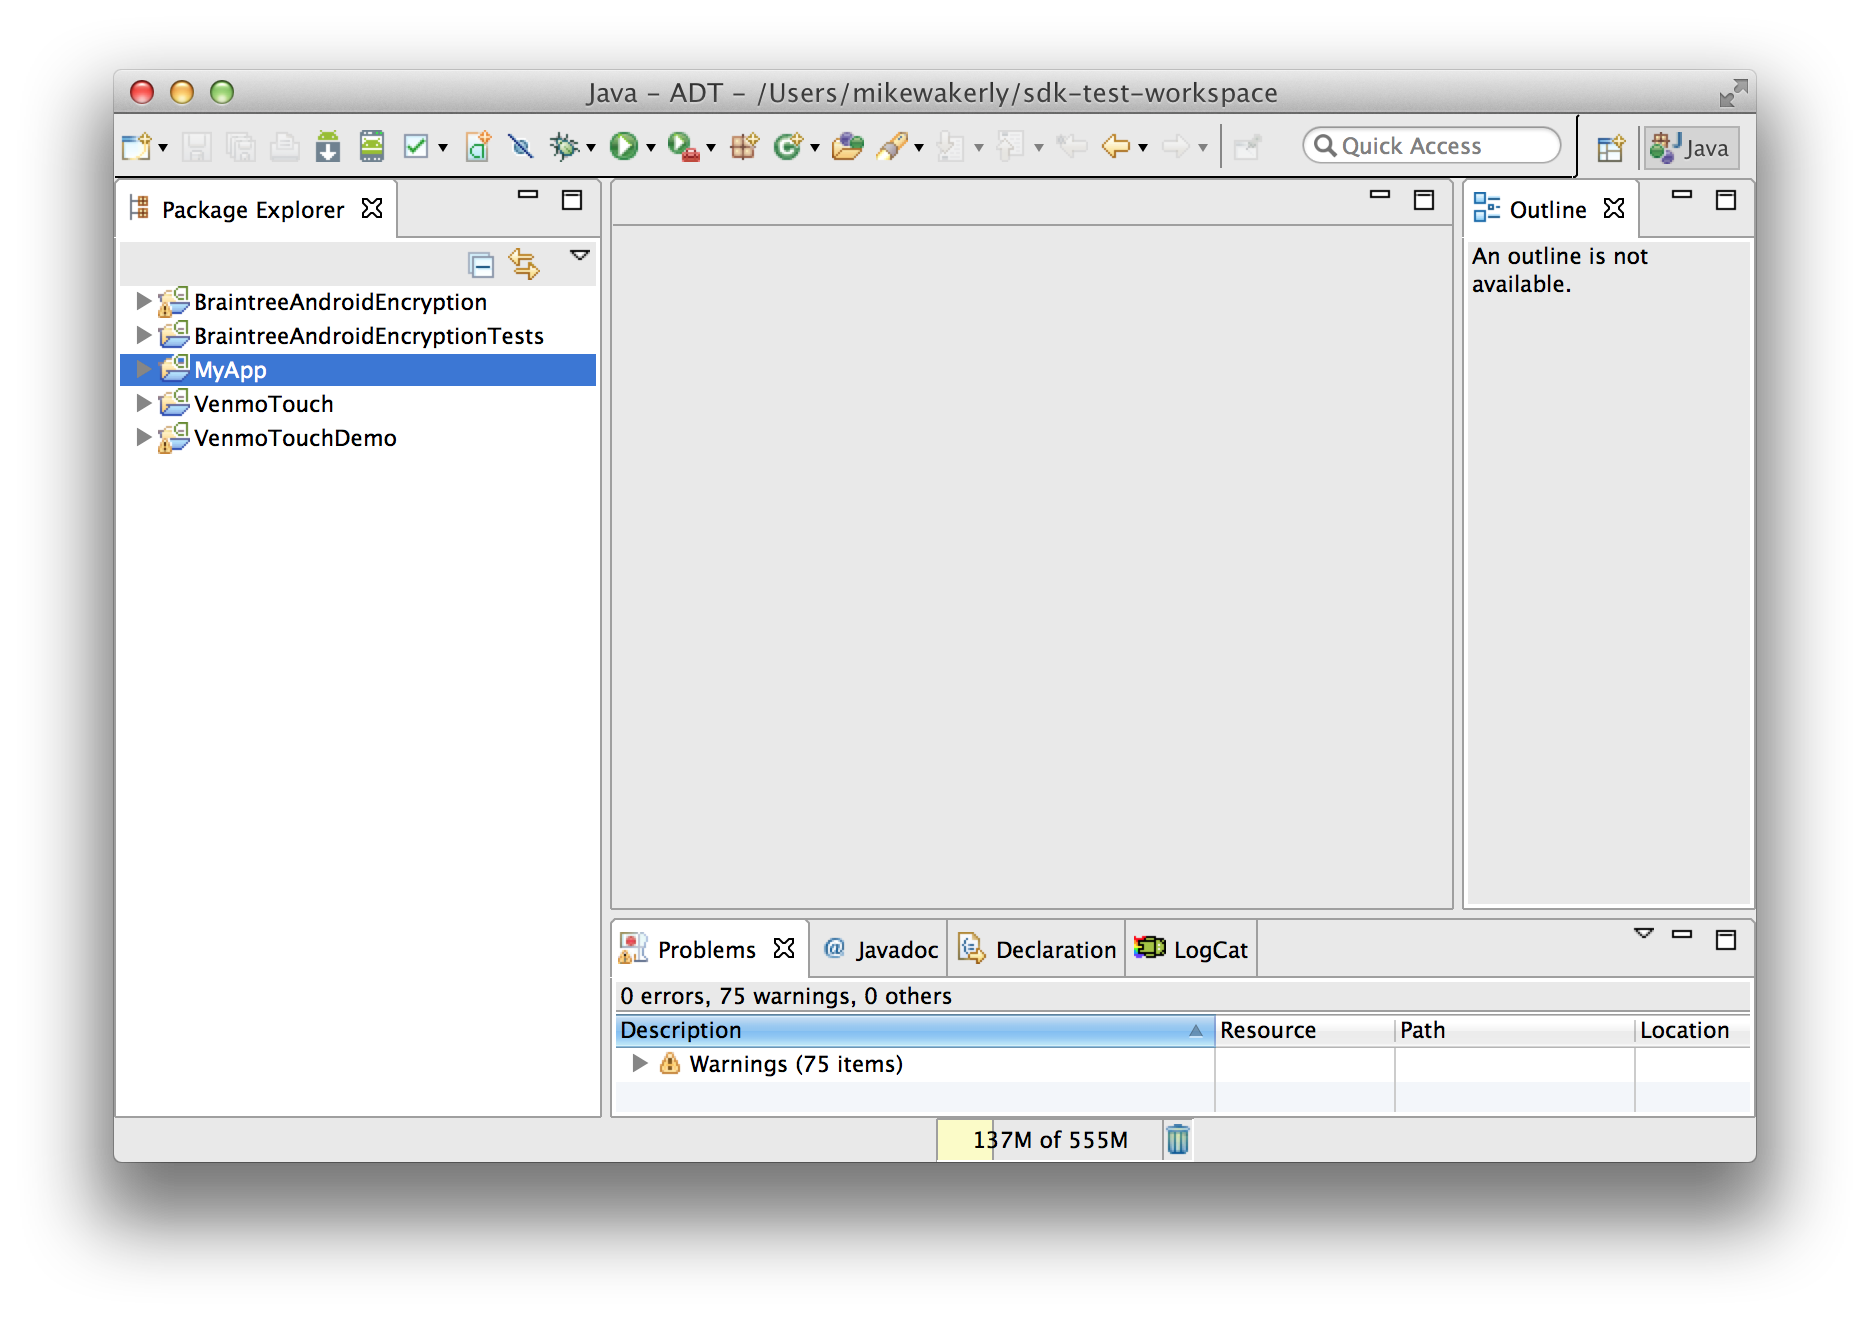 Java – ADT – /Users/mikewakerly/sdk-test-workspace
Quick Access
Java
Package Explorer
BraintreeAndroidEncryption
BraintreeAndroidEncryptionTests
MyApp
VenmoTouch
VenmoTouchDemo
Outline
An outline is not
available.
Problems @ Javadoc Declaration LogCat
0 errors, 75 warnings, 0 others
Description Resource Path Location
Warnings (75 items)
137M of 555M